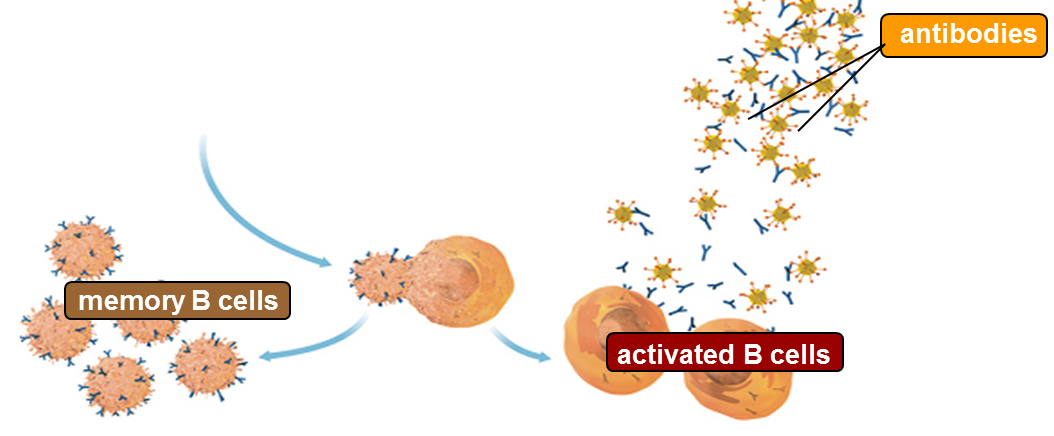 antibodies
memory B cells
activated B cells